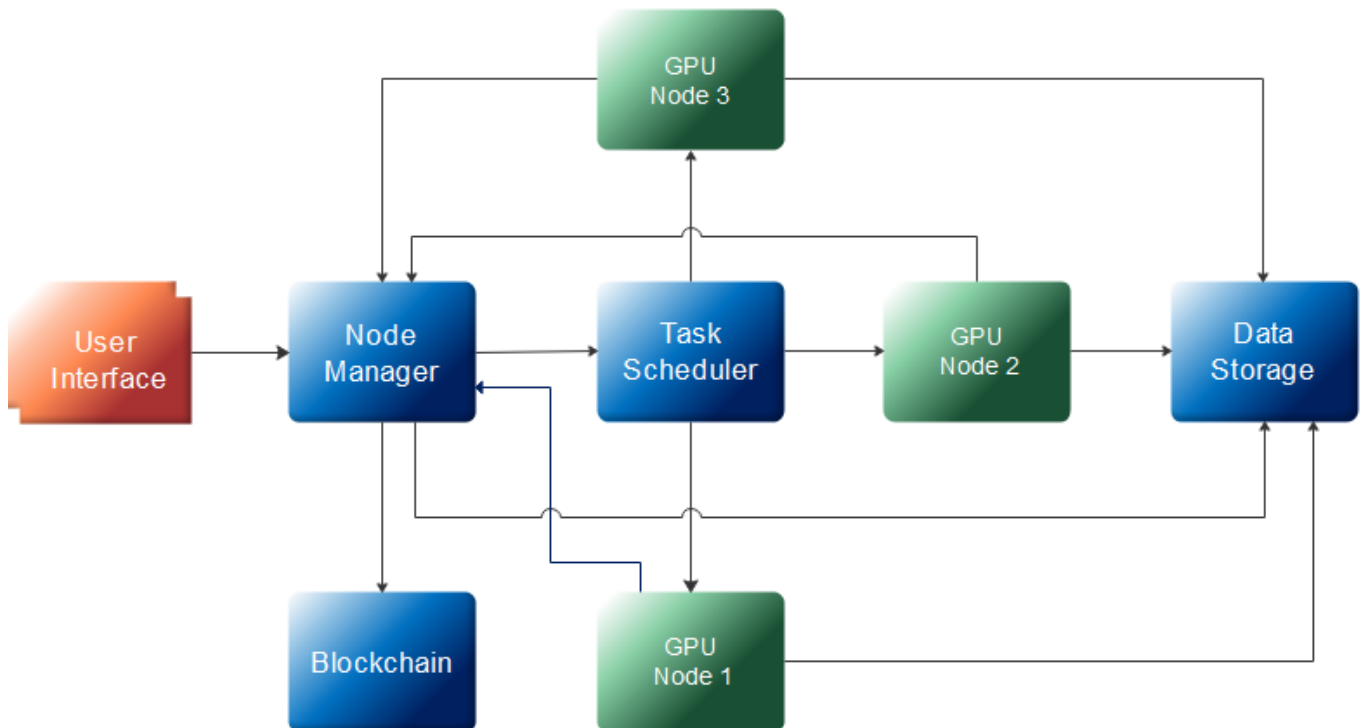 GPU
Node 3
User
Interface
Node
Manager
Task
Scheduler
GPU
Node 2
Data
Storage
Blockchain
GPU
Node 1